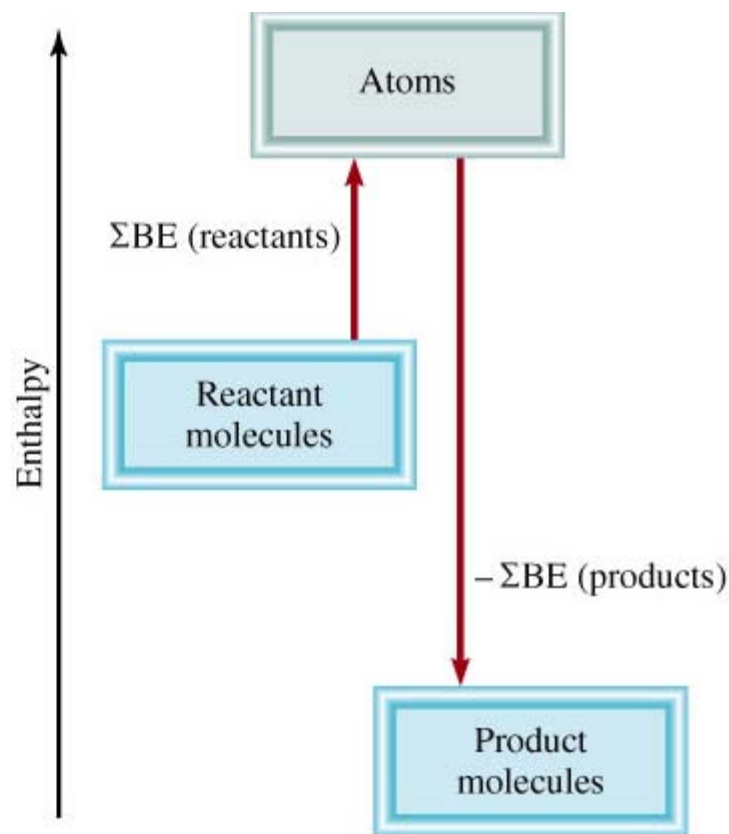 Atoms
ΣBE (reactants)
Reactant
molecules
Enthalpy
– ΣBE (products)
Product
molecules